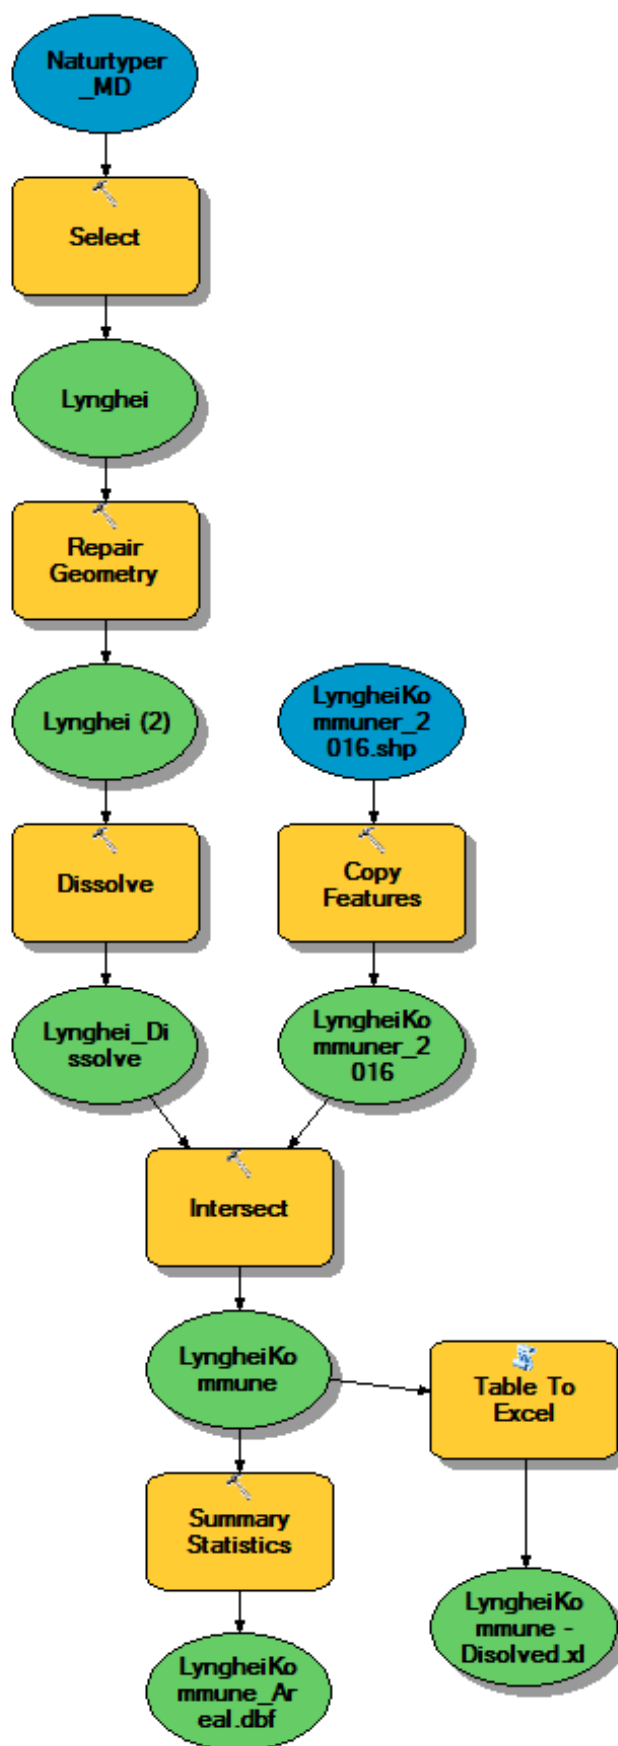 Naturtyper
_MD
Select
Lynghei
Repair
Geometry
Lynghei (2)
LyngheiKo
mmuner_2
016.shp
Dissolve
Copy
Features
Lynghei_Di
ssolve
LyngheiKo
mmuner_2
016
Intersect
LyngheiKo
mmune
Table To
Excel
Summary
Statistics
LyngheiKo
mmune -
Disolved.xl
LyngheiKo
mmune_Ar
eal.dbf